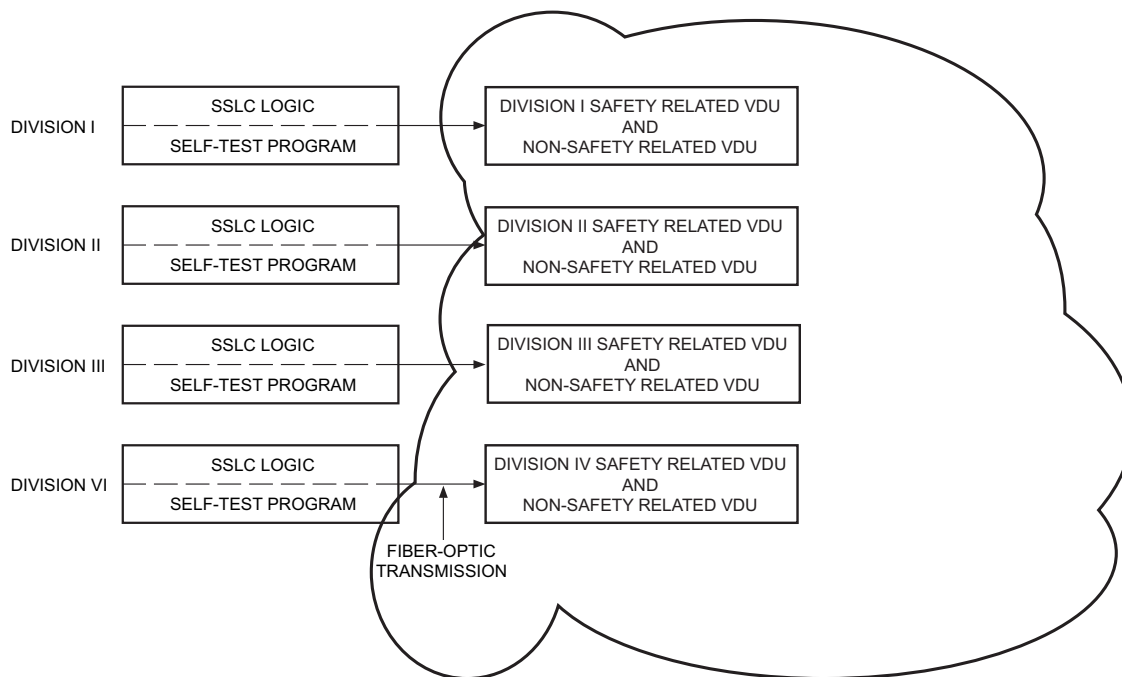 DIVISION I
SSLC LOGIC
SELF-TEST PROGRAM
DIVISION I SAFETY RELATED VDU
AND
NON-SAFETY RELATED VDU
DIVISION II
SSLC LOGIC
SELF-TEST PROGRAM
DIVISION II SAFETY RELATED VDU
AND
NON-SAFETY RELATED VDU
DIVISION III
SSLC LOGIC
SELF-TEST PROGRAM
DIVISION III SAFETY RELATED VDU
AND
NON-SAFETY RELATED VDU
DIVISION VI
SSLC LOGIC
SELF-TEST PROGRAM
DIVISION IV SAFETY RELATED VDU
AND
NON-SAFETY RELATED VDU
FIBER-OPTIC
TRANSMISSION